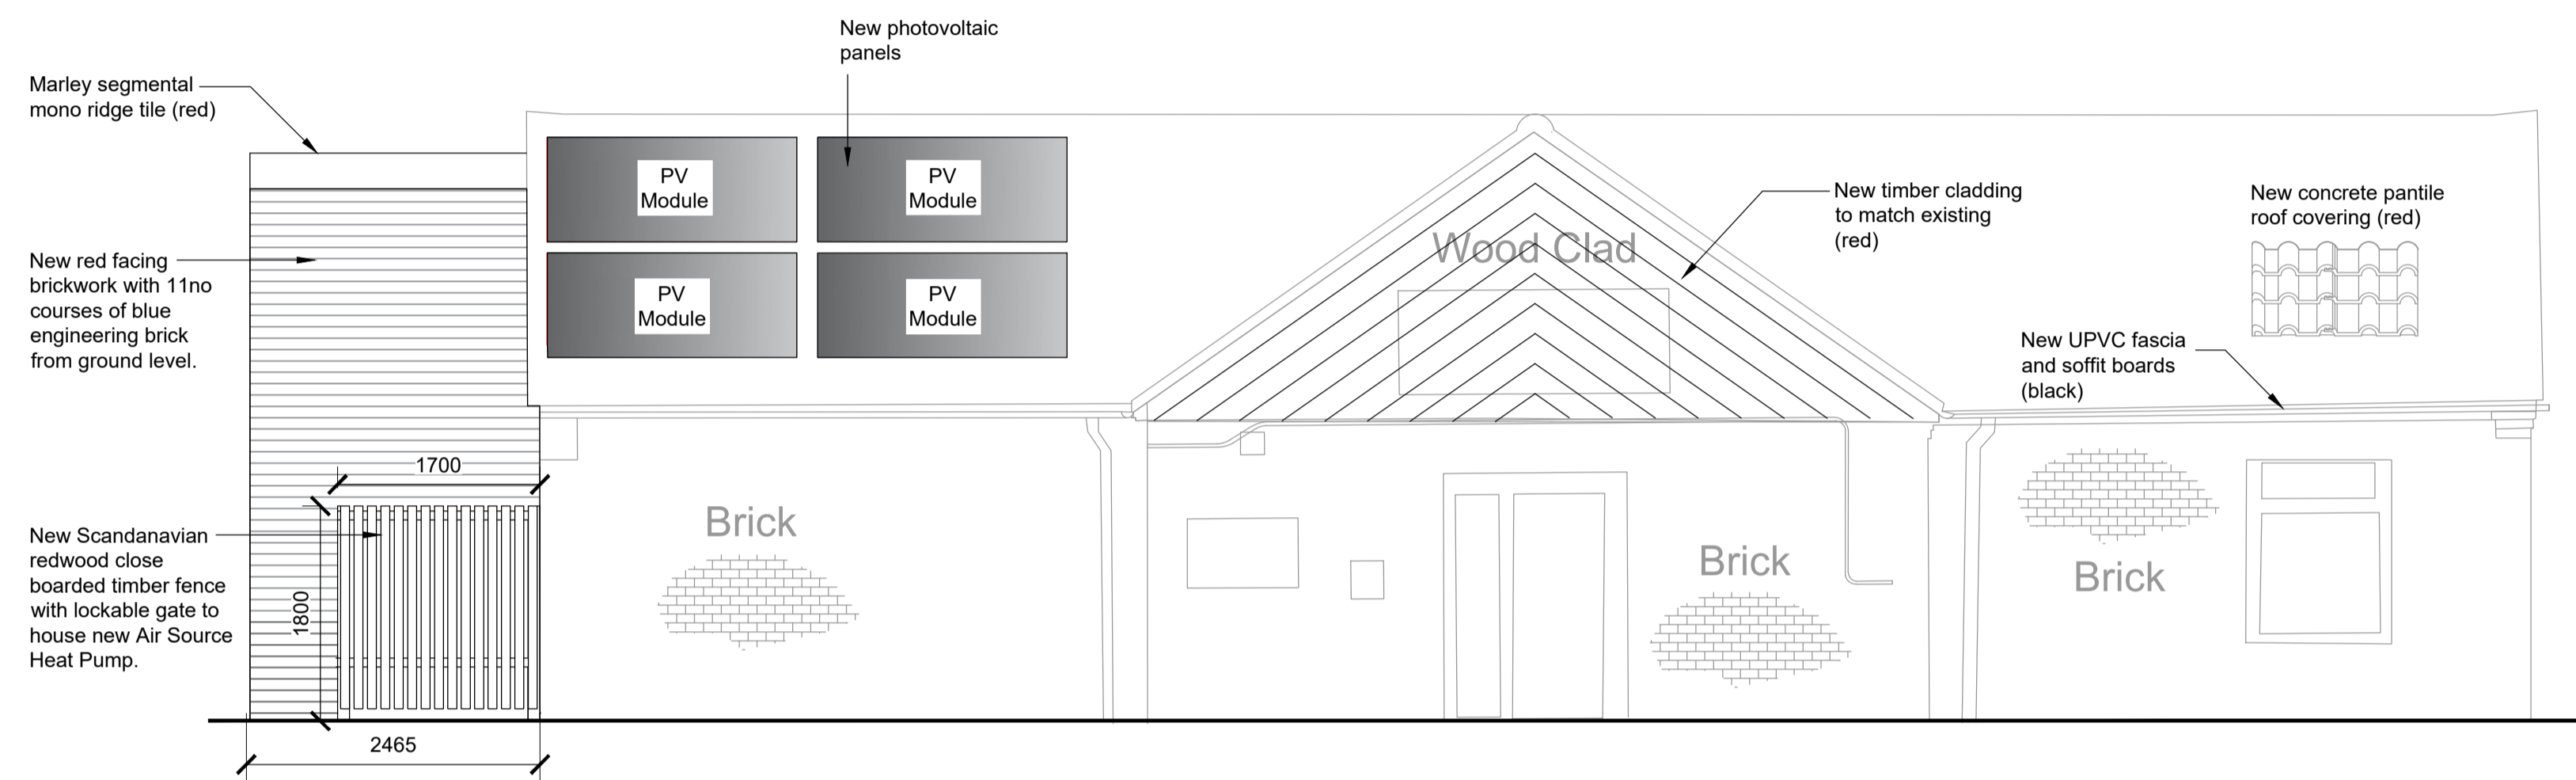 New photovoltaic
panels
Marley segmental
mono ridge tile (red)
PV
Module
PV
Module
New timber cladding
to match existing
(red)
New concrete pantile
roof covering (red)
Wood Clad
New red facing
brickwork with 11no
courses of blue
engineering brick
from ground level.
PV
Module
PV
Module
New UPVC fascia
and soffit boards
(black)
1700
New Scandanavian
redwood close
boarded timber fence
with lockable gate to
house new Air Source
Heat Pump.
1800
Brick
Brick
Brick
2465